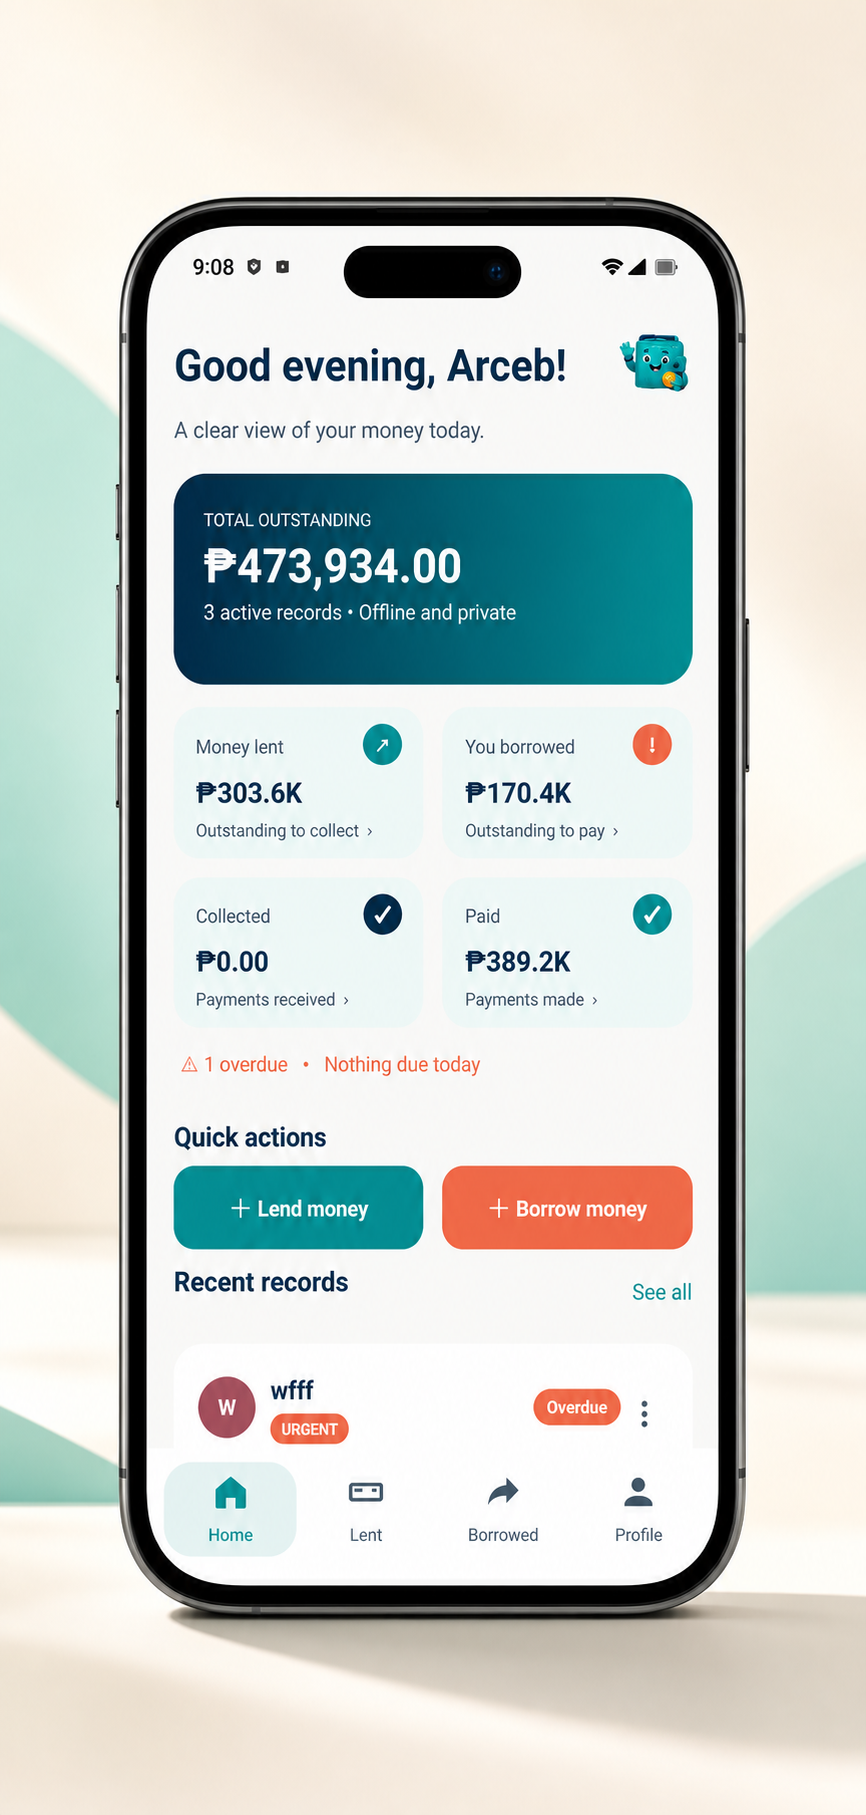 9:08
Good evening, Arceb!
A clear view of your money today.
TOTAL OUTSTANDING
₱473,934.00
3 active records • Offline and private
Money lent
₱303.6K
Outstanding to collect ›
You borrowed
!
₱170.4K
Outstanding to pay ›
Collected
₱0.00
Payments received ›
Paid
₱389.2K
Payments made ›
⚠ 1 overdue • Nothing due today
Quick actions
+ Lend money
+ Borrow money
Recent records
See all
W
wfff
URGENT
Overdue
Home
Lent
Borrowed
Profile